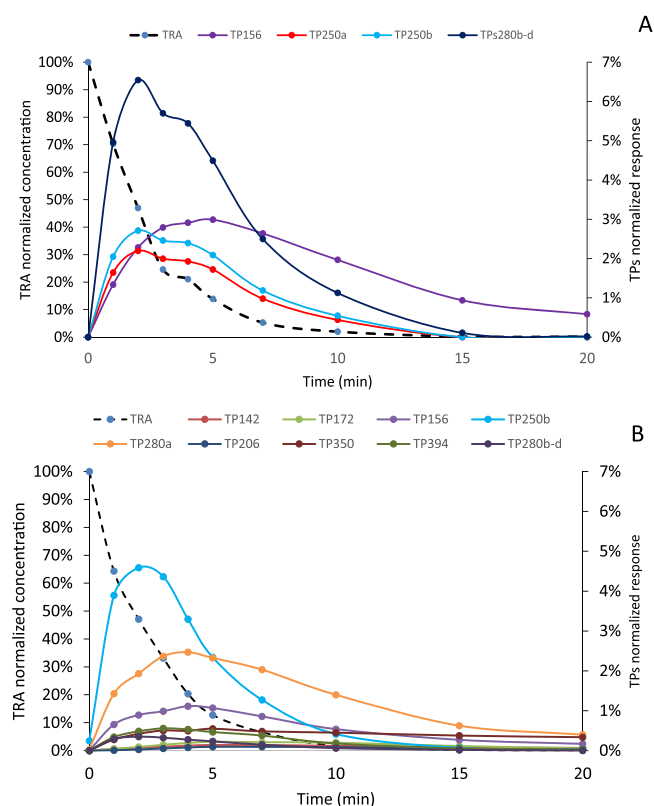 A
TRA TP156 TP250a TP250b TPs280b-d
100%
90%
80%
70%
60%
50%
40%
30%
20%
10%
0%
TRA normalized concentration
7%
6%
5%
4%
3%
2%
1%
0%
TPs normalized response
0 5 10 15 20
Time (min)
B
TRA TP142 TP172 TP156 TP250b
TP280a TP206 TP350 TP394 TP280b-d
100%
90%
80%
70%
60%
50%
40%
30%
20%
10%
0%
TRA normalized concentration
7%
6%
5%
4%
3%
2%
1%
0%
TPs normalized response
0 5 10 15 20
Time (min)